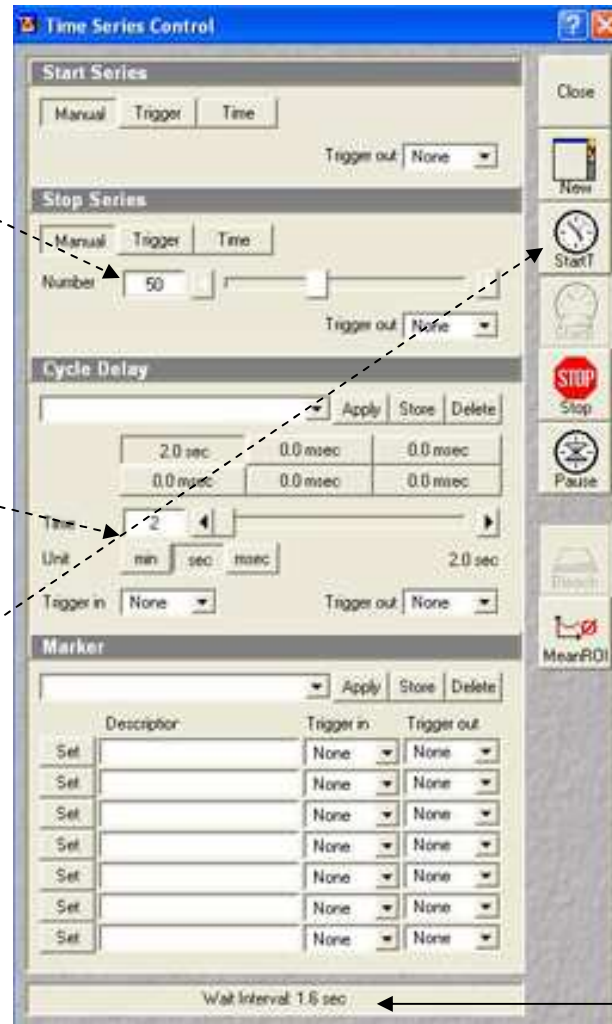 Time Series Control
Start Series
Manual Trigger Time
Trigger out None
Stop Series
Manual Trigger Time
Number 50
Trigger out None
Cycle Delay
Apply Store Delete
2.0 sec 0.0 msec 0.0 msec
0.0 msec 0.0 msec 0.0 msec
Time 2
Unit min sec msec 2.0 sec
Trigger in None Trigger out None
Marker
Apply Store Delete
Description Trigger in Trigger out
Set None None
Set None None
Set None None
Set None None
Set None None
Set None None
Set None None
Wait Interval: 1.6 sec
Close
New
StartT
Stop
STOP
Pause
Bleach
MeanROI